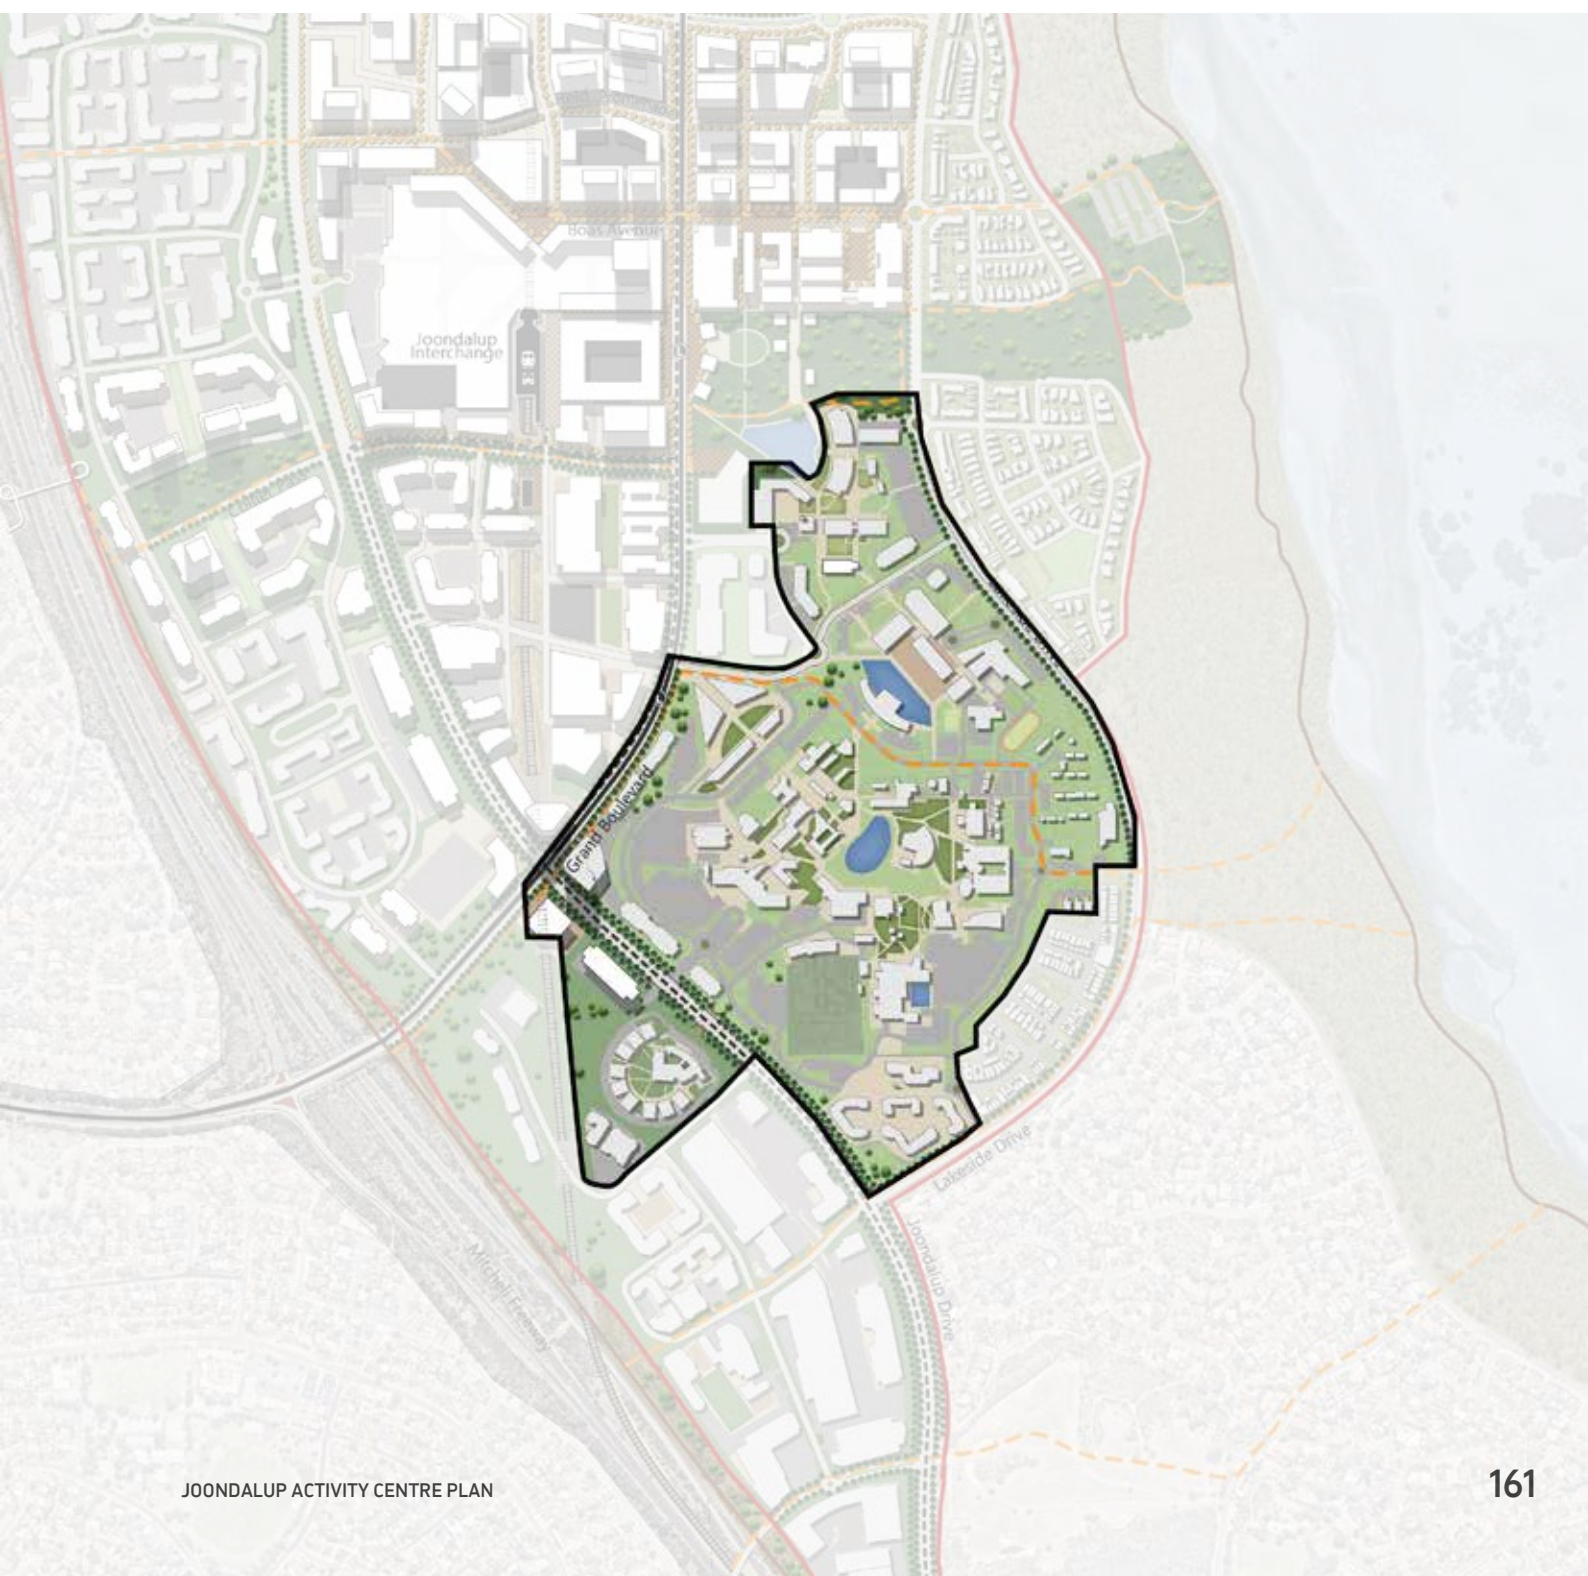 Boas Avenue
Joondalup
Interchange
Grand Boulevard
Lakeside Drive
Joondalup Drive
Mitchell Freeway
JOONDALUP ACTIVITY CENTRE PLAN
161